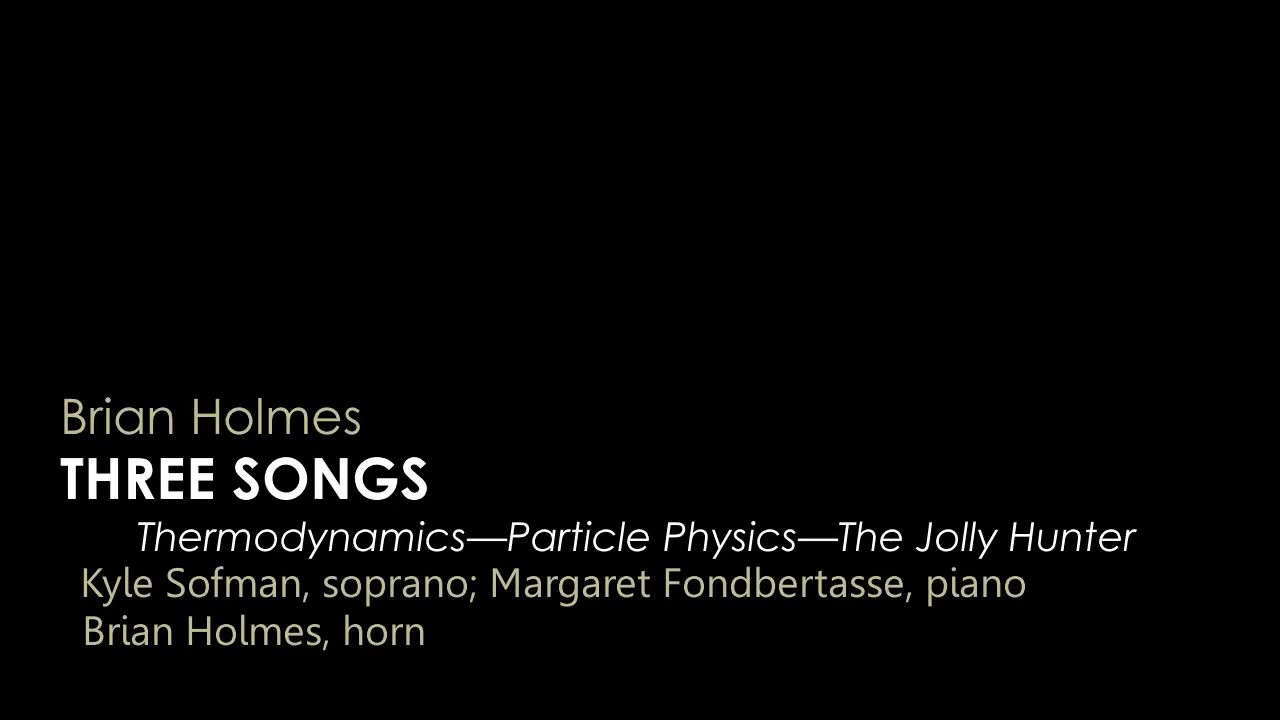 Brian Holmes
THREE SONGS
Thermodynamics—Particle Physics—The Jolly Hunter
Kyle Sofman, soprano; Margaret Fondbertasse, piano
Brian Holmes, horn